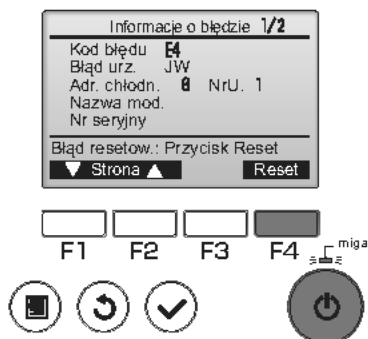 Informacje o błędzie 1/2
Kod błędu E4
Błąd urz. JW
Adr. chłodn. 0 NrU. 1
Nazwa mod.
Nr seryjny
Błąd resetow.: Przycisk Reset
▼ Strona ▲ Reset
F1 F2 F3 F4 miga